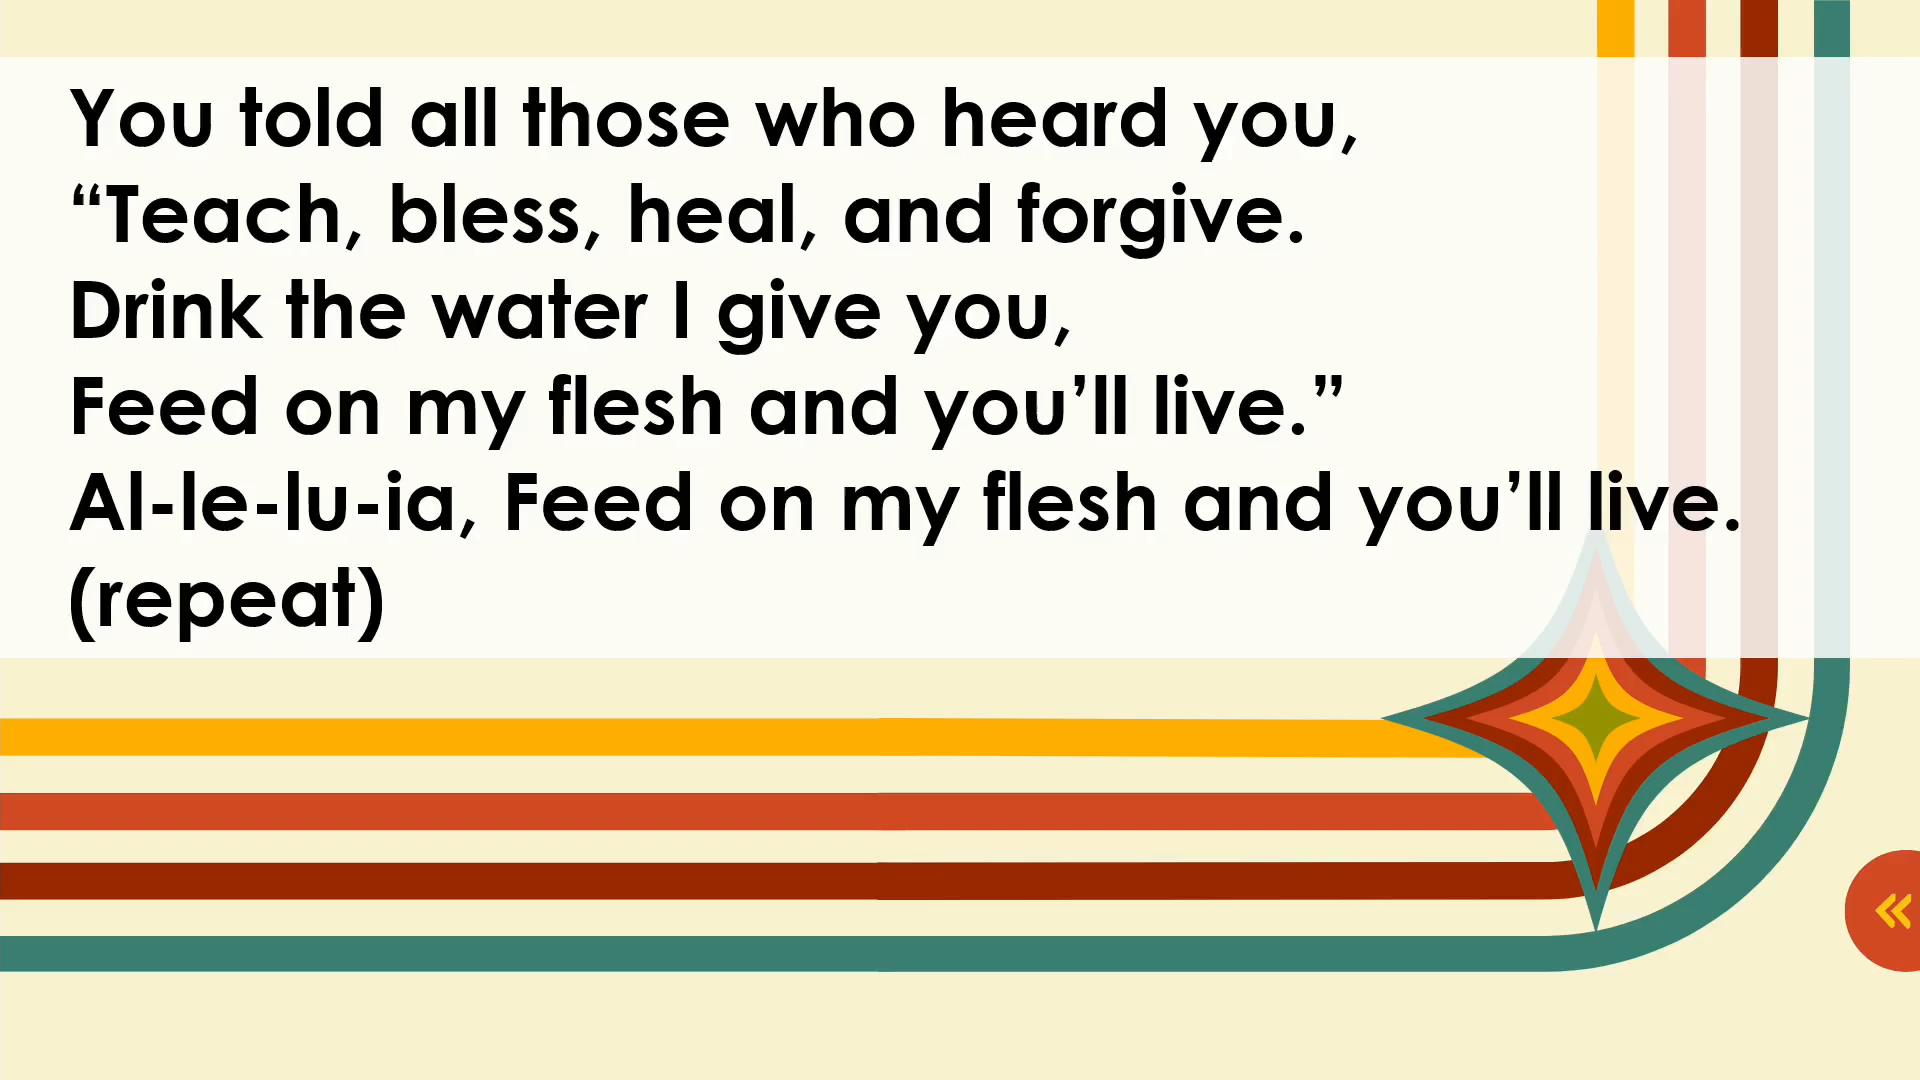 You told all those who heard you,
“Teach, bless, heal, and forgive.
Drink the water I give you,
Feed on my flesh and you’ll live.”
Al-le-lu-ia, Feed on my flesh and you’ll live.
(repeat)